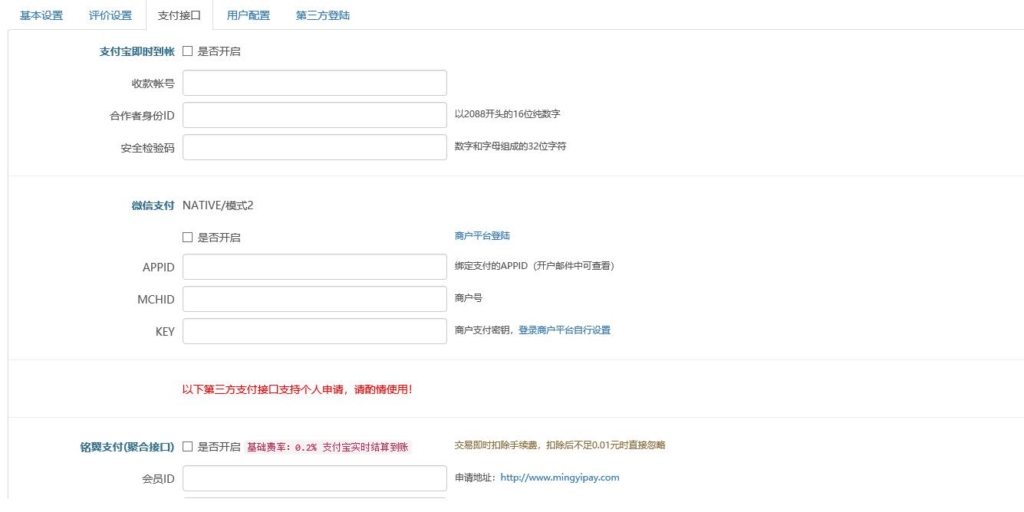 基本设置 评价设置 支付接口 用户配置 第三方登陆
支付宝即时到帐 是否开启
收款帐号
合作者身份ID 以2088开头的16位纯数字
安全检验码 数字和字母组成的32位字符
微信支付 NATIVE/模式2
是否开启 商户平台登陆
APPID 绑定支付的APPID（开户邮件中可查看）
MCHID 商户号
KEY 商户支付密钥，登录商户平台自行设置
以下第三方支付接口支持个人申请，请酌情使用！
铭翼支付(聚合接口) 是否开启 基础费率：0.2% 支付宝实时结算到账 交易即时扣除手续费，扣除后不足0.01元时直接忽略
会员ID 申请地址：http://www.mingyipay.com